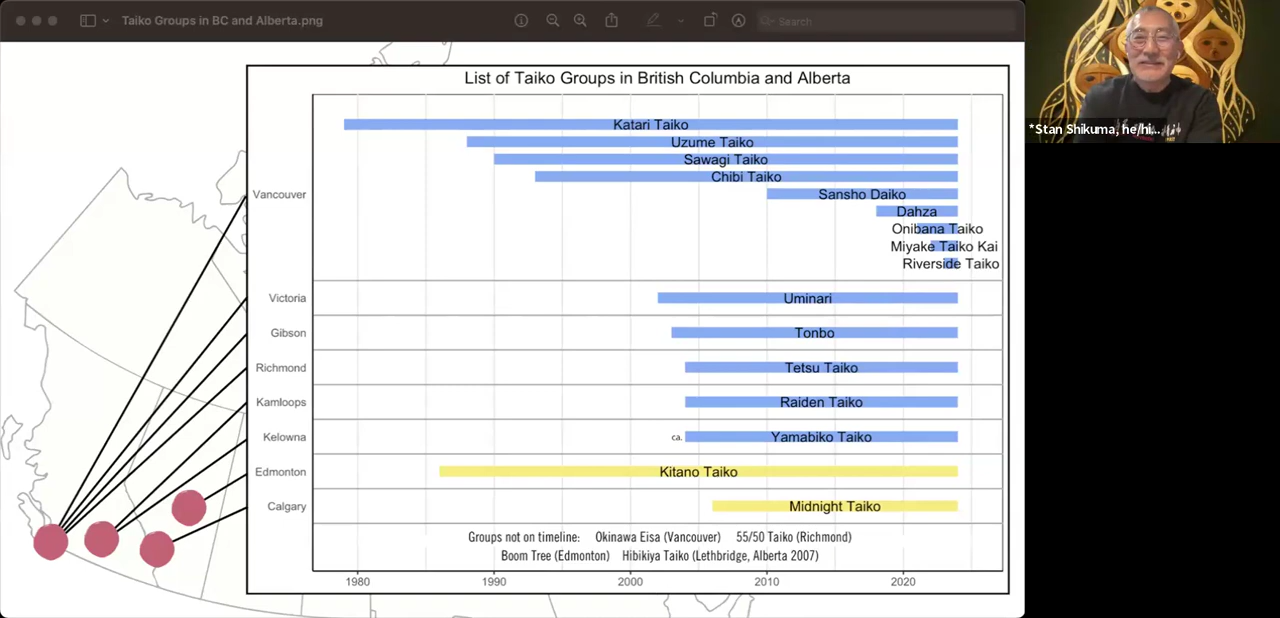 Taiko Groups in BC and Alberta.png
Search
*Stan Shikuma, he/hi...
List of Taiko Groups in British Columbia and Alberta
Katari Taiko
Uzume Taiko
Sawagi Taiko
Chibi Taiko
Vancouver
Sansho Daiko
Dahza
Onibana Taiko
Miyake Taiko Kai
Riverside Taiko
Victoria
Uminari
Gibson
Tonbo
Richmond
Tetsu Taiko
Kamloops
Raiden Taiko
Kelowna
ca.
Yamabiko Taiko
Edmonton
Kitano Taiko
Calgary
Midnight Taiko
Groups not on timeline: Okinawa Eisa (Vancouver) 55/50 Taiko (Richmond)
Boom Tree (Edmonton) Hibikiya Taiko (Lethbridge, Alberta 2007)
1980 1990 2000 2010 2020